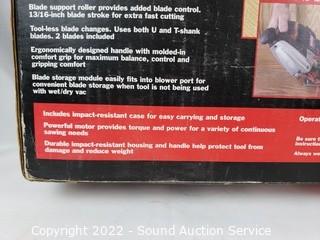 Blade support roller provides added blade control.
13/16-inch blade stroke for extra fast cutting
Tool-less blade changes. Uses both U and T-shank
blades. 2 blades included
Ergonomically designed handle with molded-in
comfort grip for maximum balance, control and
gripping comfort
Blade storage module easily fits into blower port for
convenient blade storage when tool is not being used
with wet/dry vac
Includes impact-resistant case for easy carrying and storage
Powerful motor provides torque and power for a variety of continuous
sawing needs
Durable impact-resistant housing and handle help protect tool from
damage and reduce weight
Operat
Be sure
instruction
Always we
Copyright 2022 - Sound Auction Service